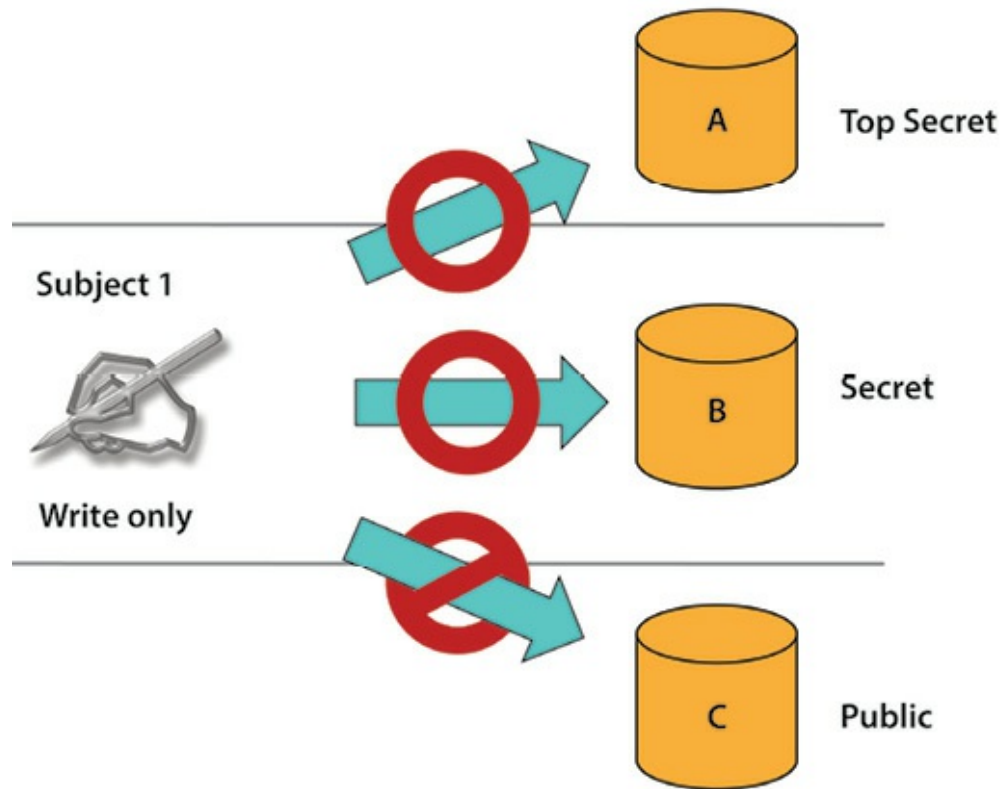 A
Top Secret
Subject 1
B
Secret
Write only
C
Public